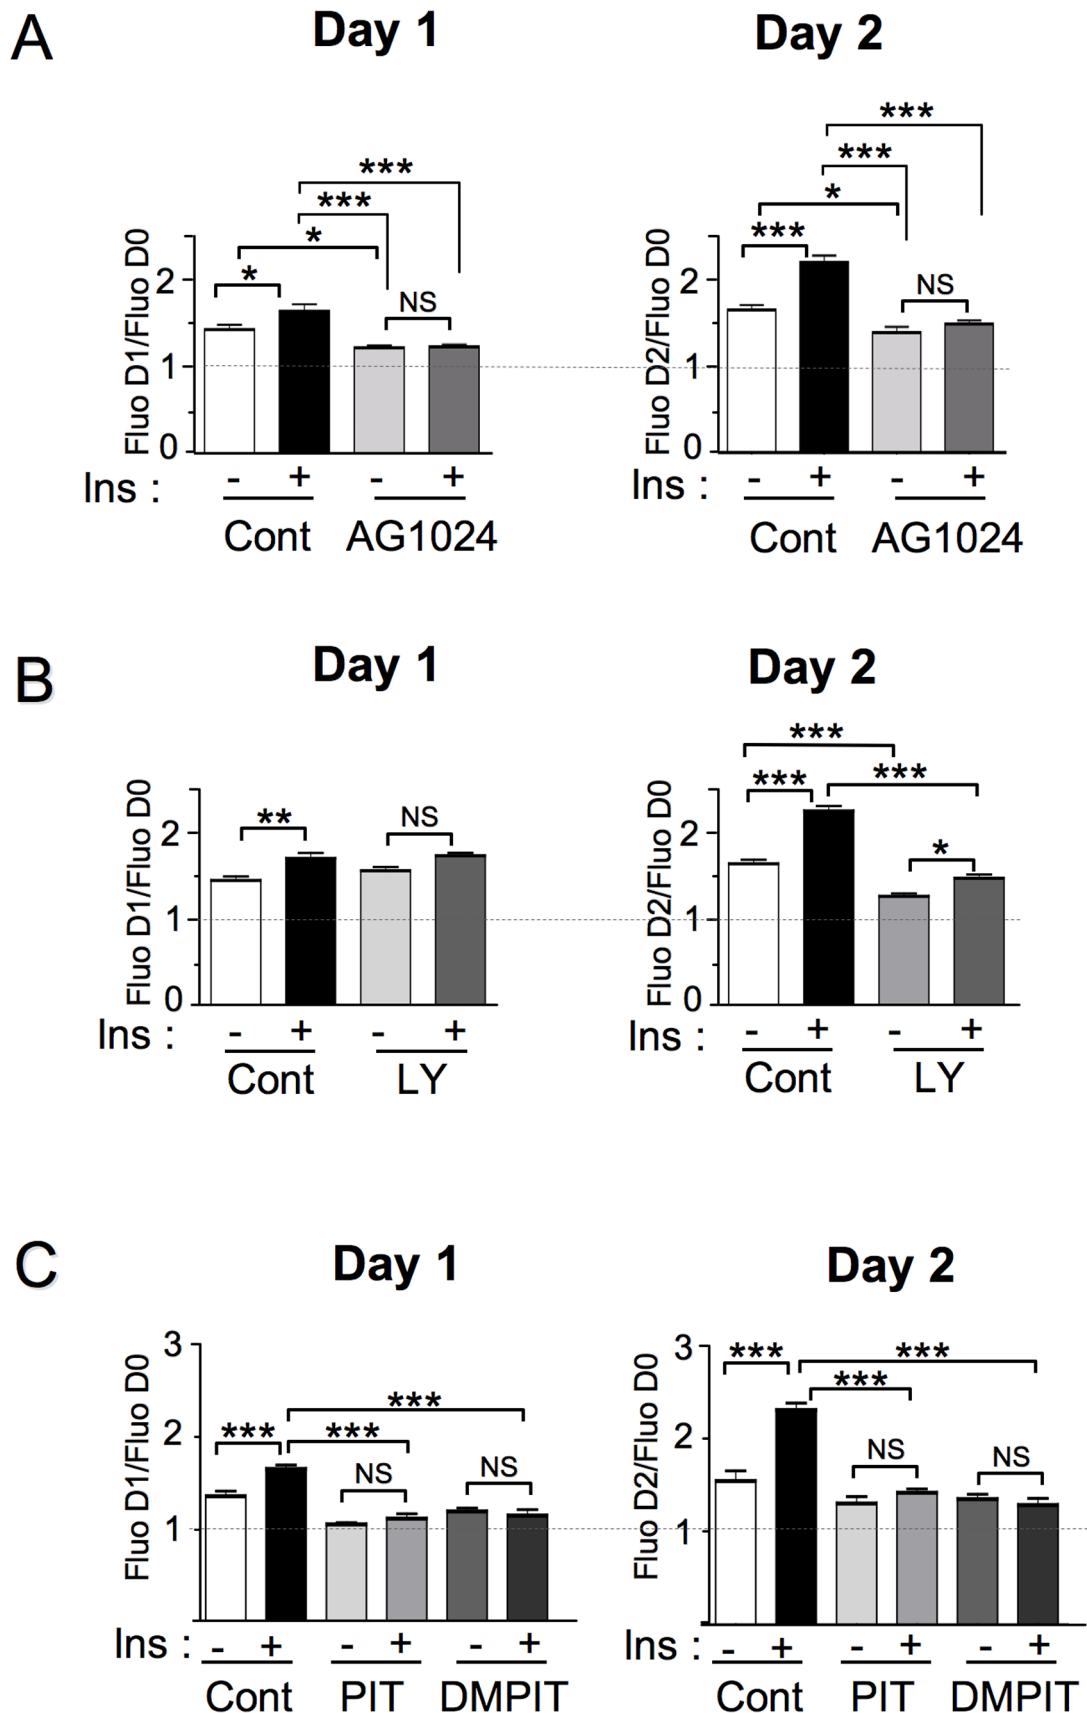 A
Day 1
Day 2
***
***
***
***
*
*
***
*
NS
NS
Fluo D1/Fluo D0
2
1
0
Fluo D2/Fluo D0
2
1
0
Ins : - + - +
Ins : - + - +
Cont AG1024
Cont AG1024
B
Day 1
Day 2
***
***
***
**
NS
*
Fluo D1/Fluo D0
2
1
0
Fluo D2/Fluo D0
2
1
0
Ins : - + - +
Ins : - + - +
Cont LY
Cont LY
C
Day 1
Day 2
***
***
***
NS
NS
***
***
***
NS
NS
Fluo D1/Fluo D0
3
2
1
Fluo D2/Fluo D0
3
2
1
Ins : - + - + - +
Ins : - + - + - +
Cont PIT DMPIT
Cont PIT DMPIT